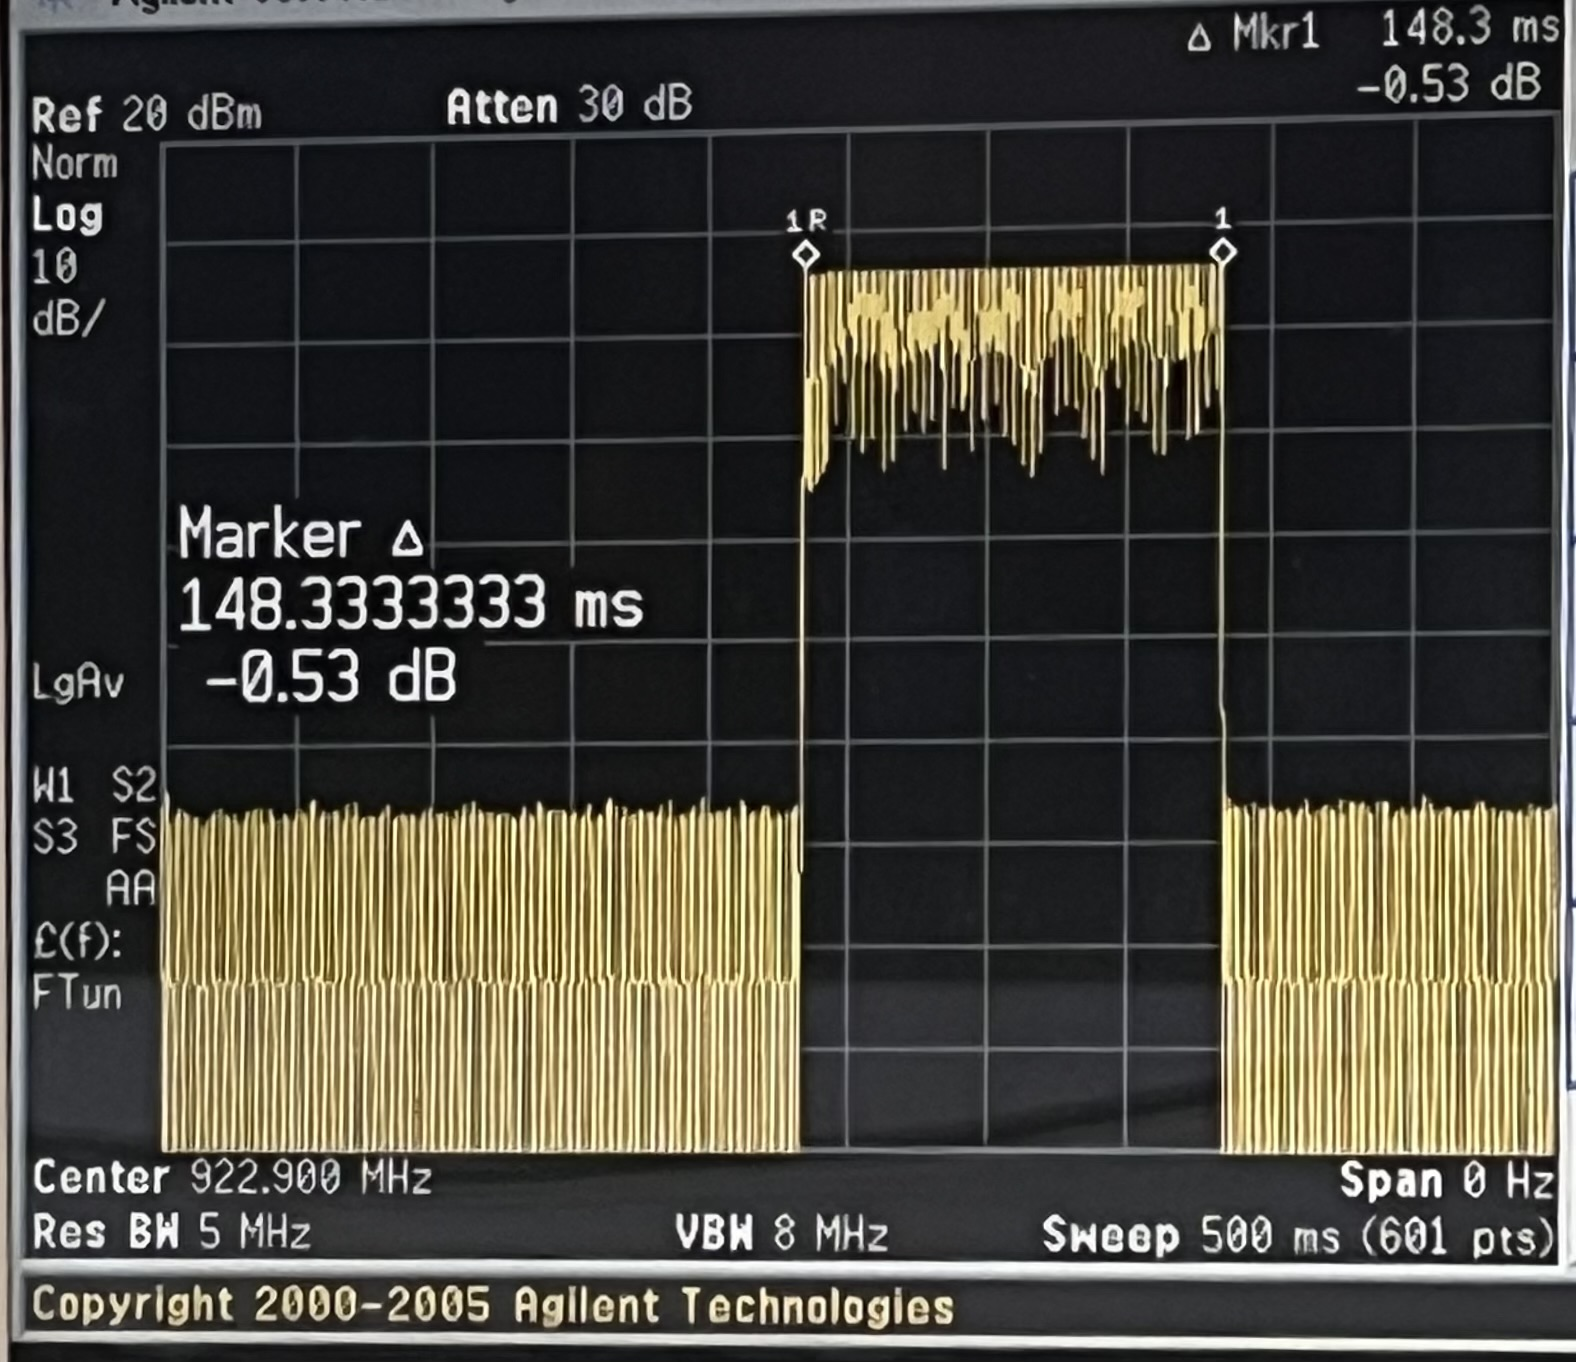 Agilent
Δ Mkr1 148.3 ms
-0.53 dB
Ref 20 dBm Atten 30 dB
Norm
Log
10
dB/
1R 1
Marker Δ
148.3333333 ms
-0.53 dB
LgAv
W1 S2
S3 FS
AA
£(f):
FTun
Center 922.900 MHz Span 0 Hz
Res BW 5 MHz VBW 8 MHz Sweep 500 ms (601 pts)
Copyright 2000-2005 Agilent Technologies